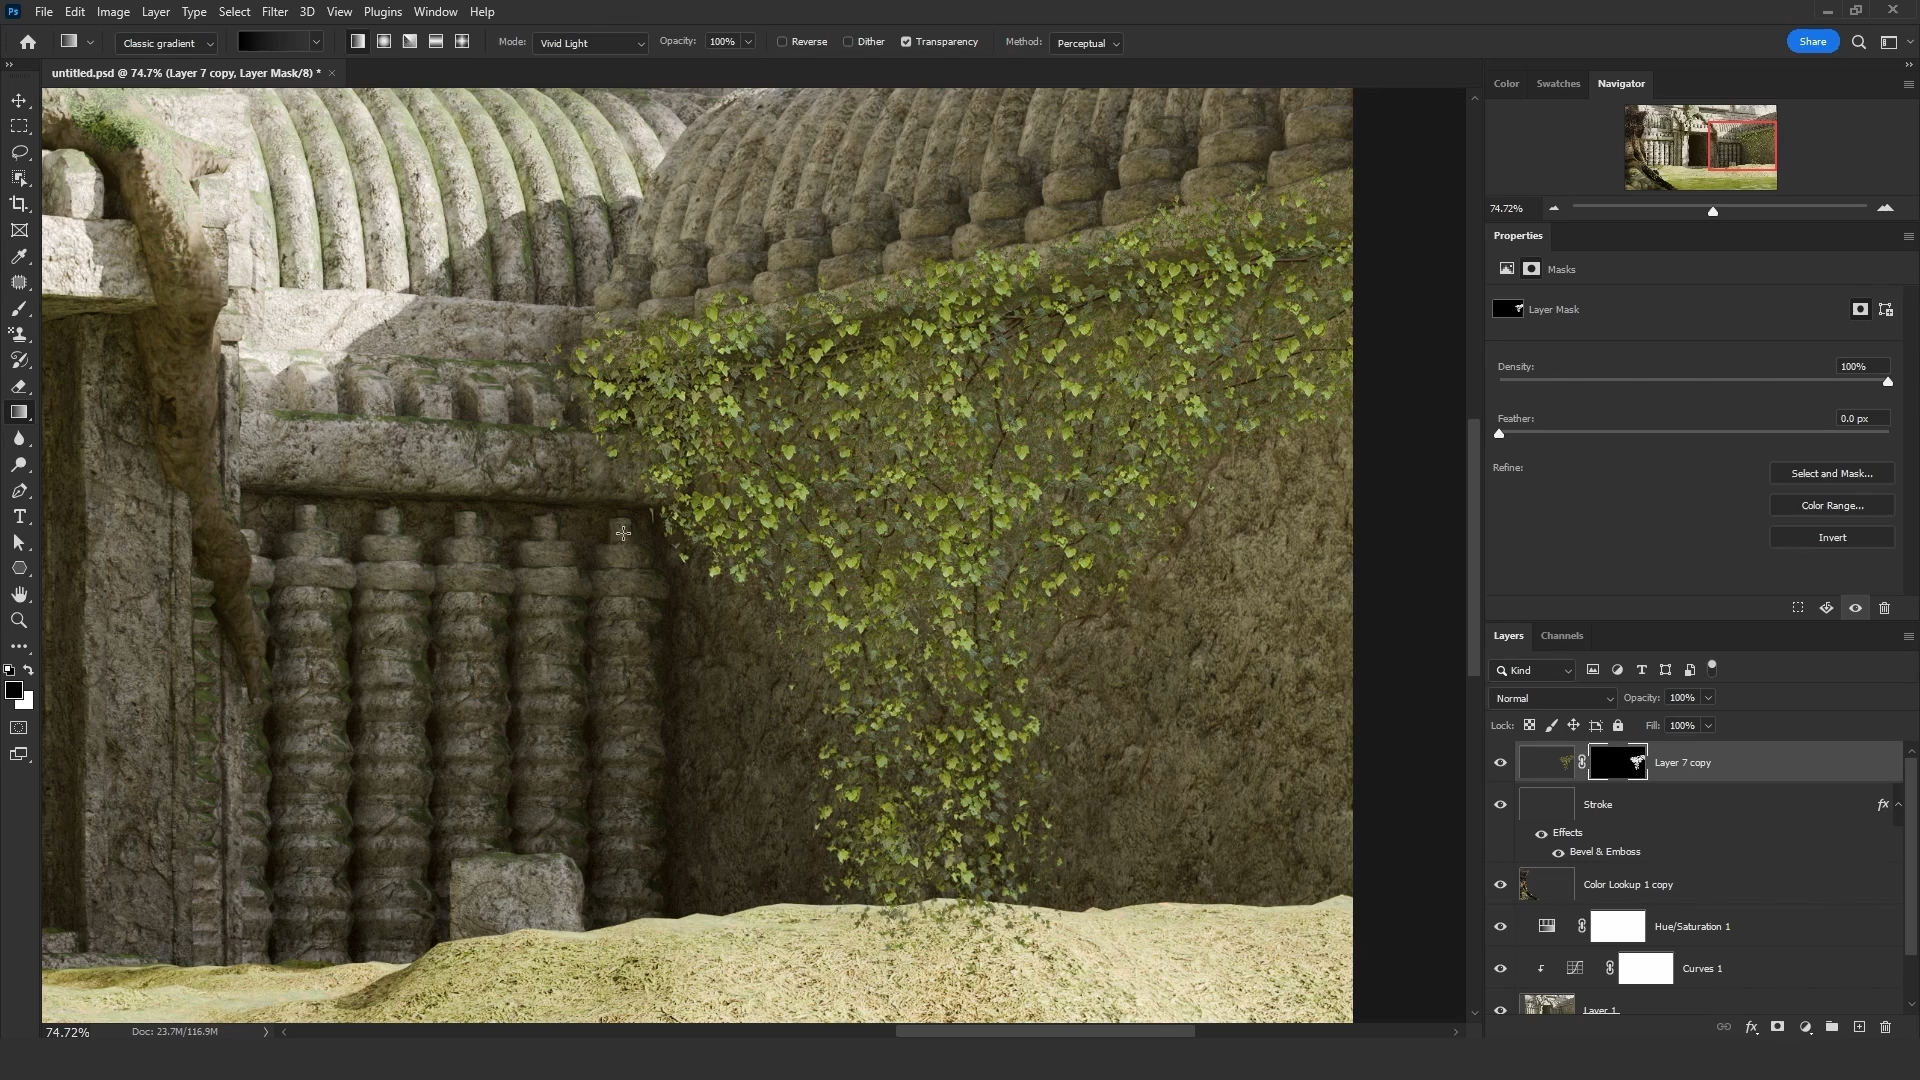 Ps File Edit Image Layer Type Select Filter 3D View Plugins Window Help
Classic gradient Mode: Vivid Light Opacity: 100% Reverse Dither Transparency Method: Perceptual Share
untitled.psd @ 74.7% (Layer 7 copy, Layer Mask/8) *
Color Swatches Navigator
74.72%
Properties
Masks
Layer Mask
Density: 100%
Feather: 0.0 px
Refine: Select and Mask...
Color Range...
Invert
Layers Channels
Kind
Normal Opacity: 100%
Lock: Fill: 100%
Layer 7 copy
Stroke fx
Effects
Bevel & Emboss
Color Lookup 1 copy
Hue/Saturation 1
Curves 1
Layer 1
74.72% Doc: 23.7M/116.9M
fx